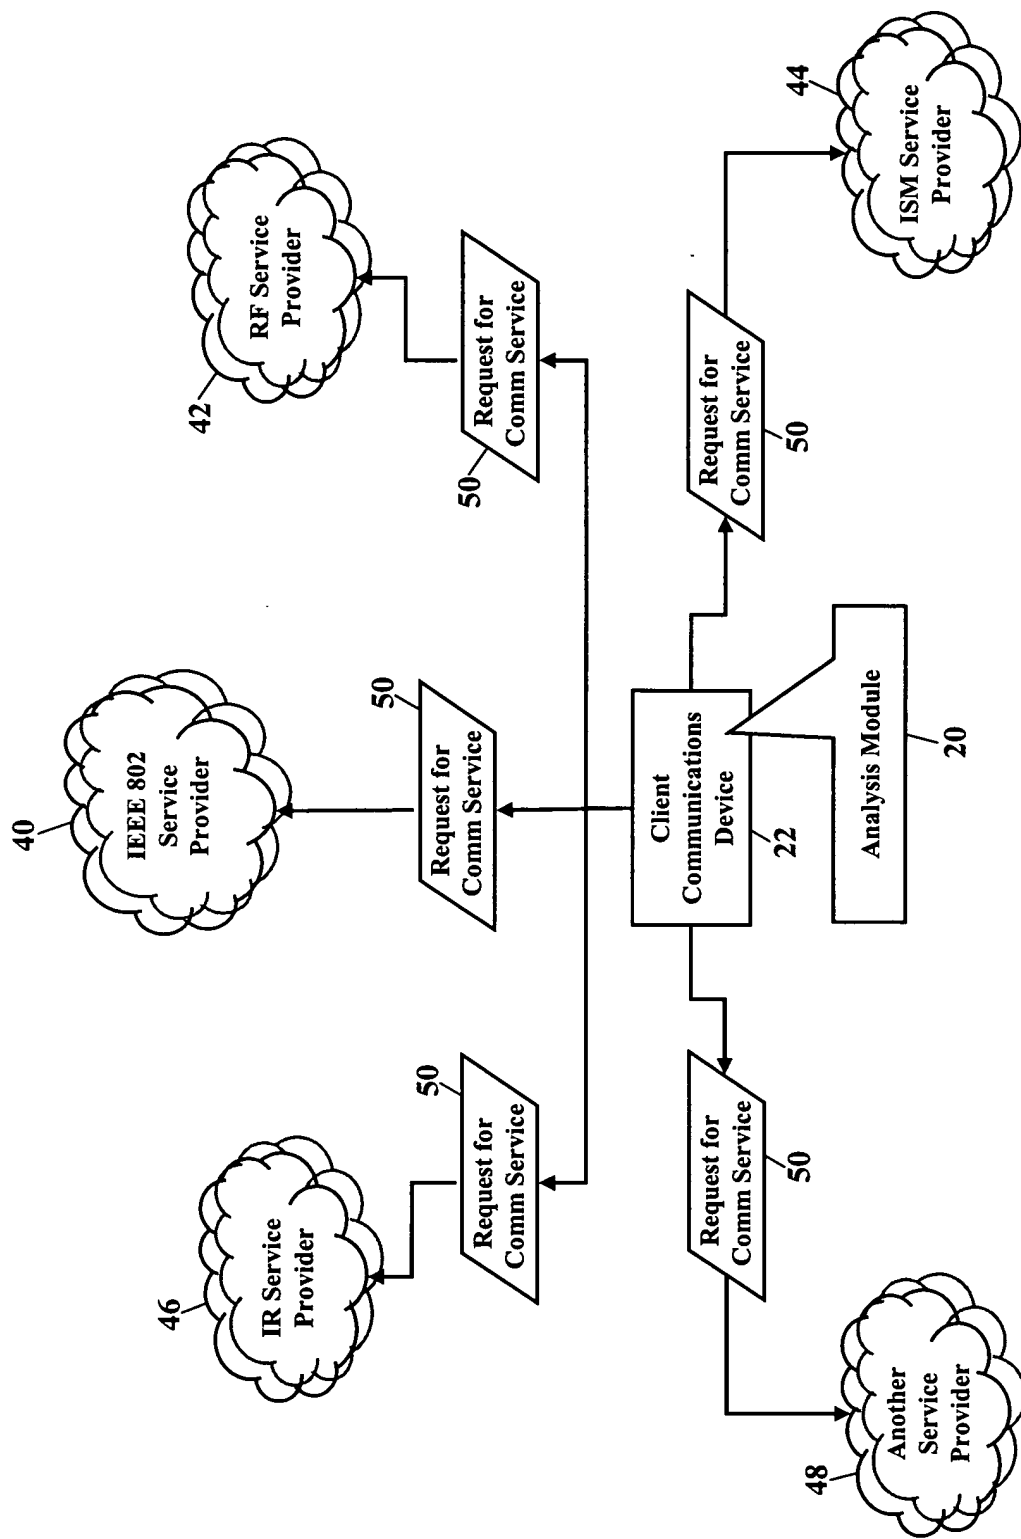 40
IEEE 802
Service
Provider
46
IR Service
Provider
42
RF Service
Provider
50
Request for
Comm Service
50
Request for
Comm Service
50
Request for
Comm Service
Client
Communications
Device
22
50
Request for
Comm Service
50
Request for
Comm Service
48
Another
Service
Provider
44
ISM Service
Provider
Analysis Module
20